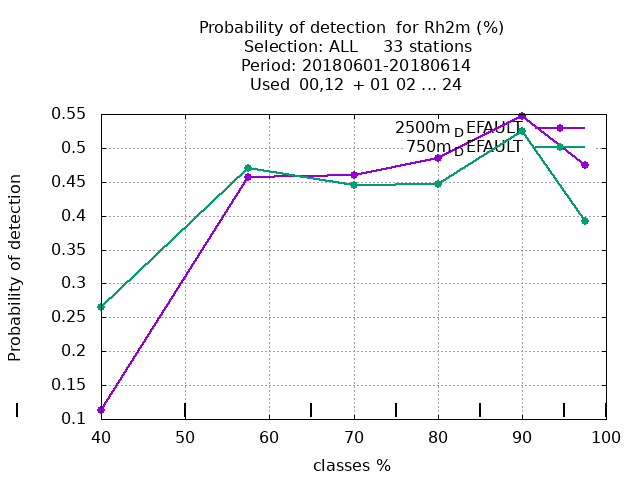 Probability of detection for Rh2m (%)
Selection: ALL 33 stations
Period: 20180601-20180614
Used 00,12 + 01 02 ... 24
2500m_DEFAULT
750m_DEFAULT
0.55
0.5
0.45
0.4
0.35
0.3
0.25
0.2
0.15
0.1
Probability of detection
40 50 60 70 80 90 100
classes %